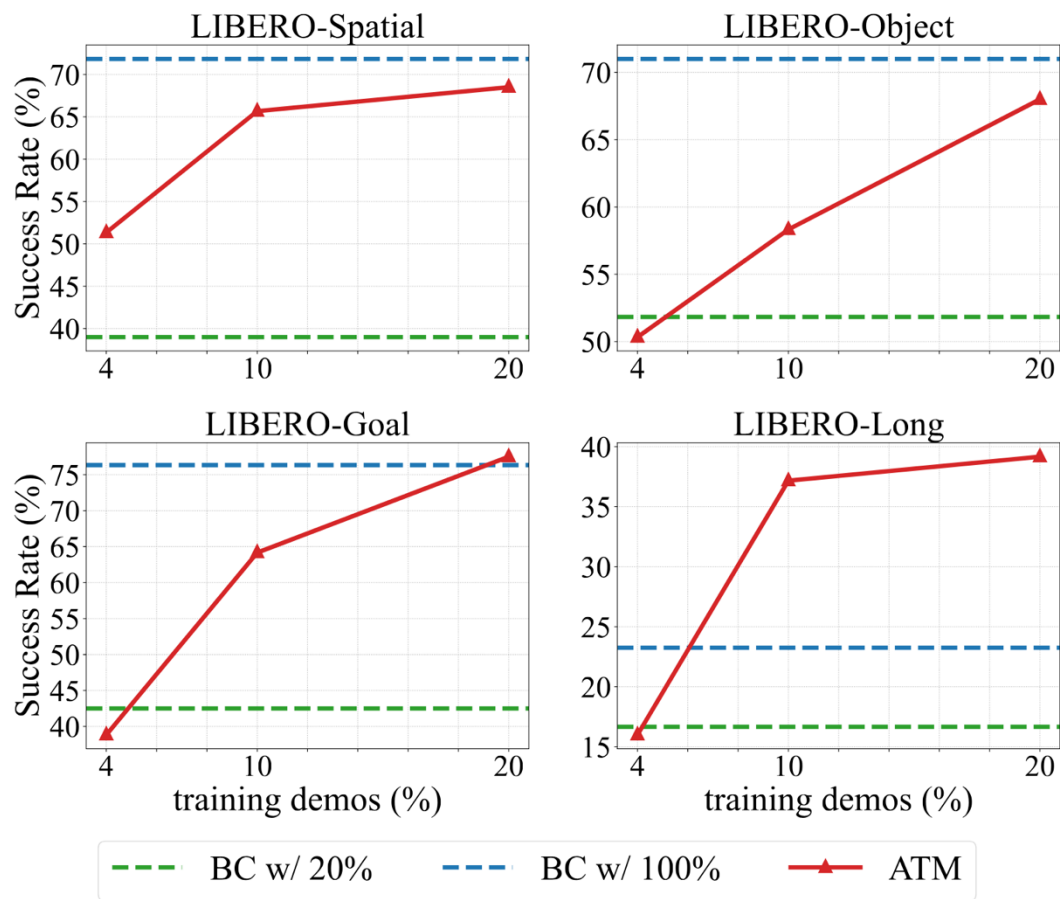 LIBERO-Spatial
LIBERO-Object
Success Rate (%)
70
65
60
55
50
45
40
4 10 20
70
65
60
55
50
4 10 20
LIBERO-Goal
LIBERO-Long
Success Rate (%)
75
70
65
60
55
50
45
40
4 10 20
training demos (%)
40
35
30
25
20
15
4 10 20
training demos (%)
BC w/ 20% BC w/ 100% ATM